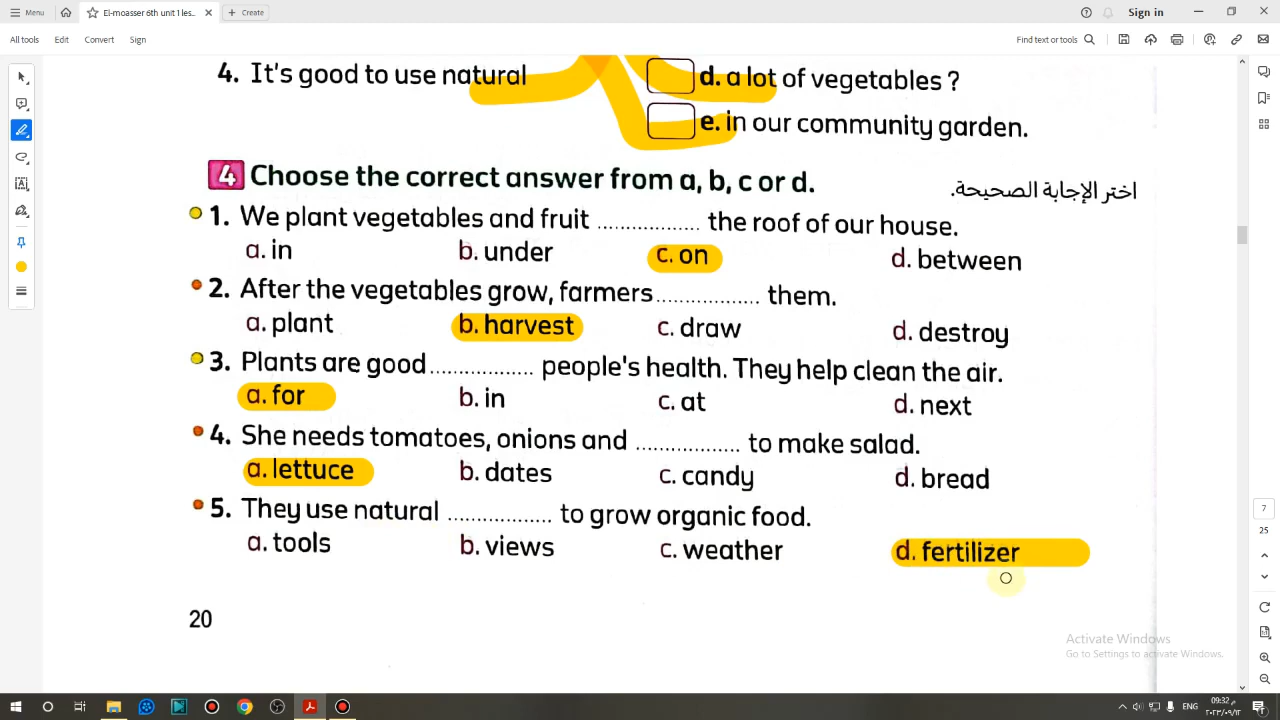 Menu
El-moasser 6th unit 1 les...
Create
Sign in
All tools Edit Convert Sign
Find text or tools
4. It's good to use natural
d. a lot of vegetables ?
e. in our community garden.
4 Choose the correct answer from a, b, c or d.
اختر الإجابة الصحيحة.
1. We plant vegetables and fruit .................. the roof of our house.
a. in b. under c. on d. between
2. After the vegetables grow, farmers .................. them.
a. plant b. harvest c. draw d. destroy
3. Plants are good .................. people's health. They help clean the air.
a. for b. in c. at d. next
4. She needs tomatoes, onions and .................. to make salad.
a. lettuce b. dates c. candy d. bread
5. They use natural .................. to grow organic food.
a. tools b. views c. weather d. fertilizer
20
7
25
Activate Windows
Go to Settings to activate Windows.
ENG
09:32 م